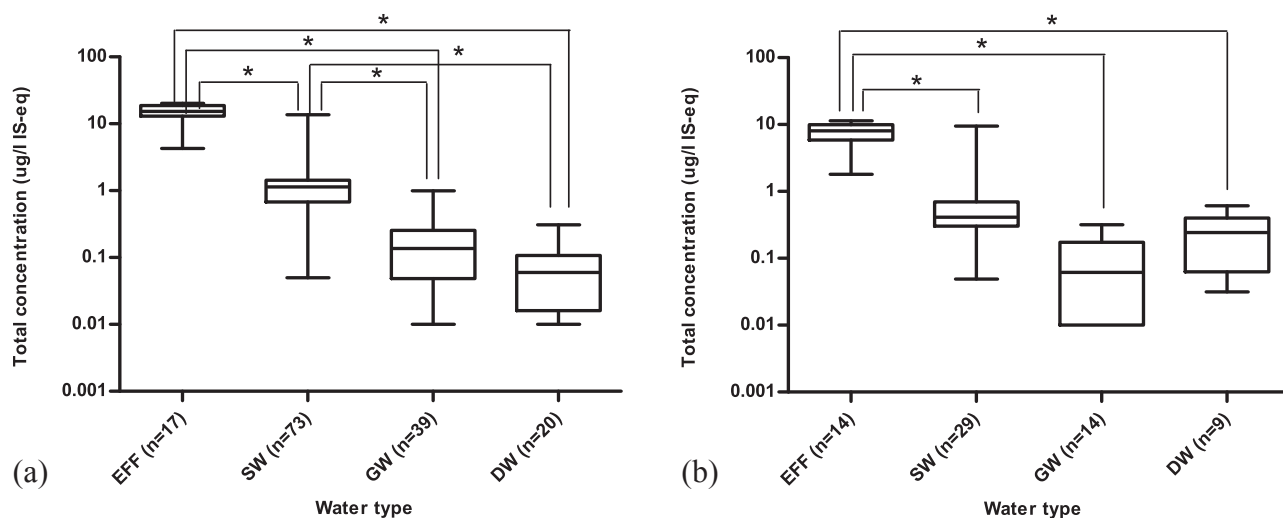 *
*
*
*
*
100
10
1
0.1
0.01
0.001
Total concentration (ug/l IS-eq)
EFF (n=17)
SW (n=73)
GW (n=39)
DW (n=20)
Water type
(a)
*
*
*
100
10
1
0.1
0.01
0.001
Total concentration (ug/l IS-eq)
EFF (n=14)
SW (n=29)
GW (n=14)
DW (n=9)
Water type
(b)